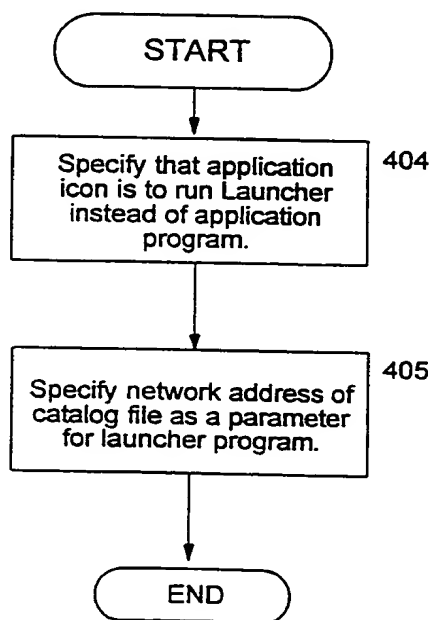 START
404
Specify that application
icon is to run Launcher
instead of application
program.
405
Specify network address of
catalog file as a parameter
for launcher program.
END